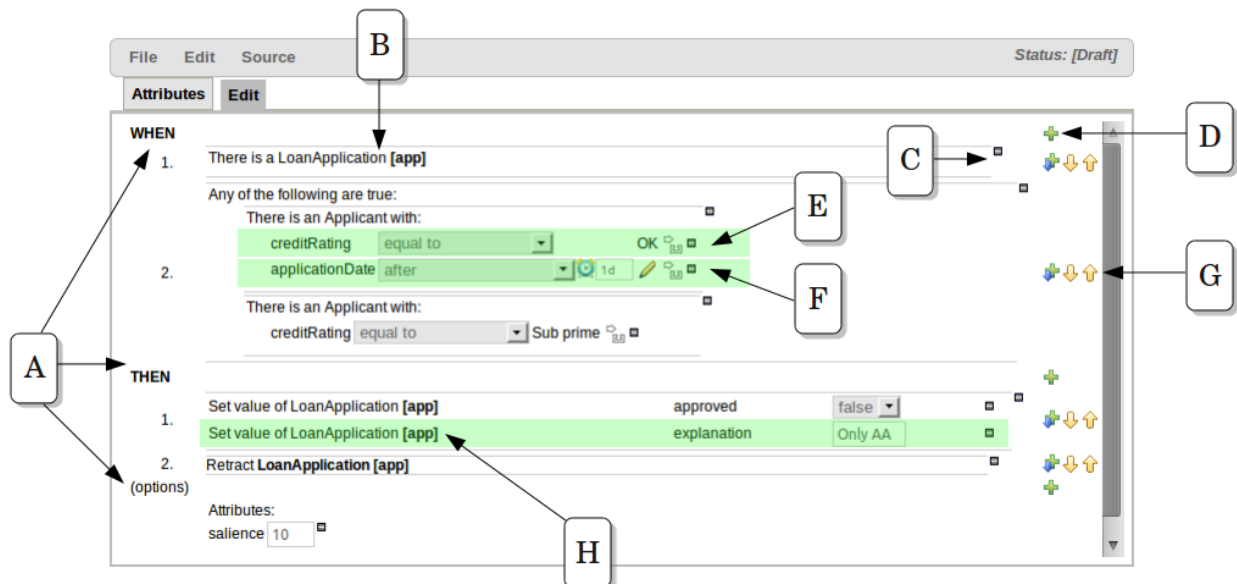 B
File Edit Source Status: [Draft]
Attributes Edit
WHEN
D
1. There is a LoanApplication [app]
C
Any of the following are true:
There is an Applicant with:
E
creditRating equal to OK
2. applicationDate after 1d
G
F
There is an Applicant with:
creditRating equal to Sub prime
A
THEN
1. Set value of LoanApplication [app] approved false
Set value of LoanApplication [app] explanation Only AA
2. Retract LoanApplication [app]
(options)
Attributes:
salience 10
H